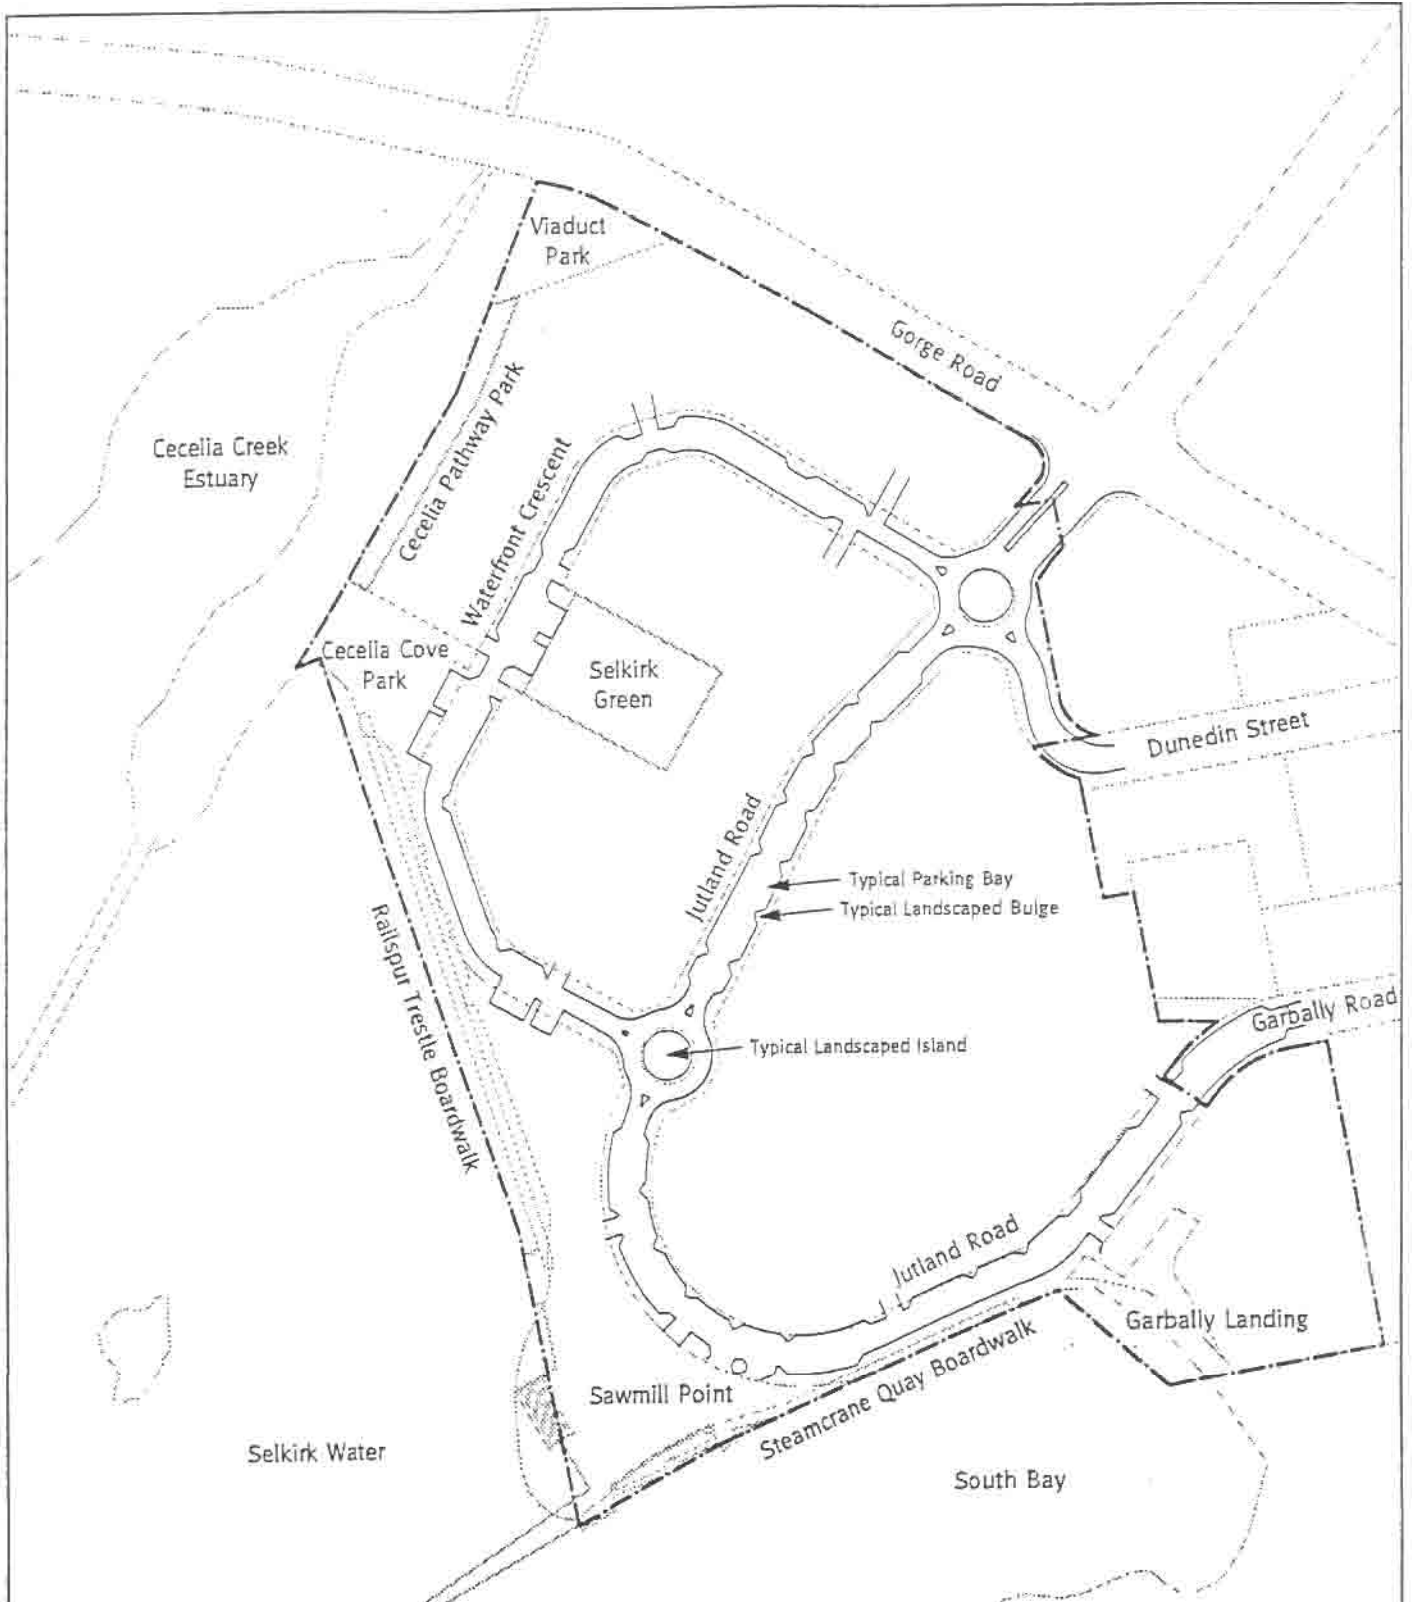 Viaduct
Park
Gorge Road
Cecelia Creek
Estuary
Cecelia Pathway Park
Waterfront Crescent
Cecelia Cove
Park
Selkirk
Green
Dunedin Street
Jutland Road
Typical Parking Bay
Typical Landscaped Bulge
Railspur Trestle Boardwalk
Garbally Road
Typical Landscaped Island
Jutland Road
Garbally Landing
Sawmill Point
Steamcrane Quay Boardwalk
Selkirk Water
South Bay